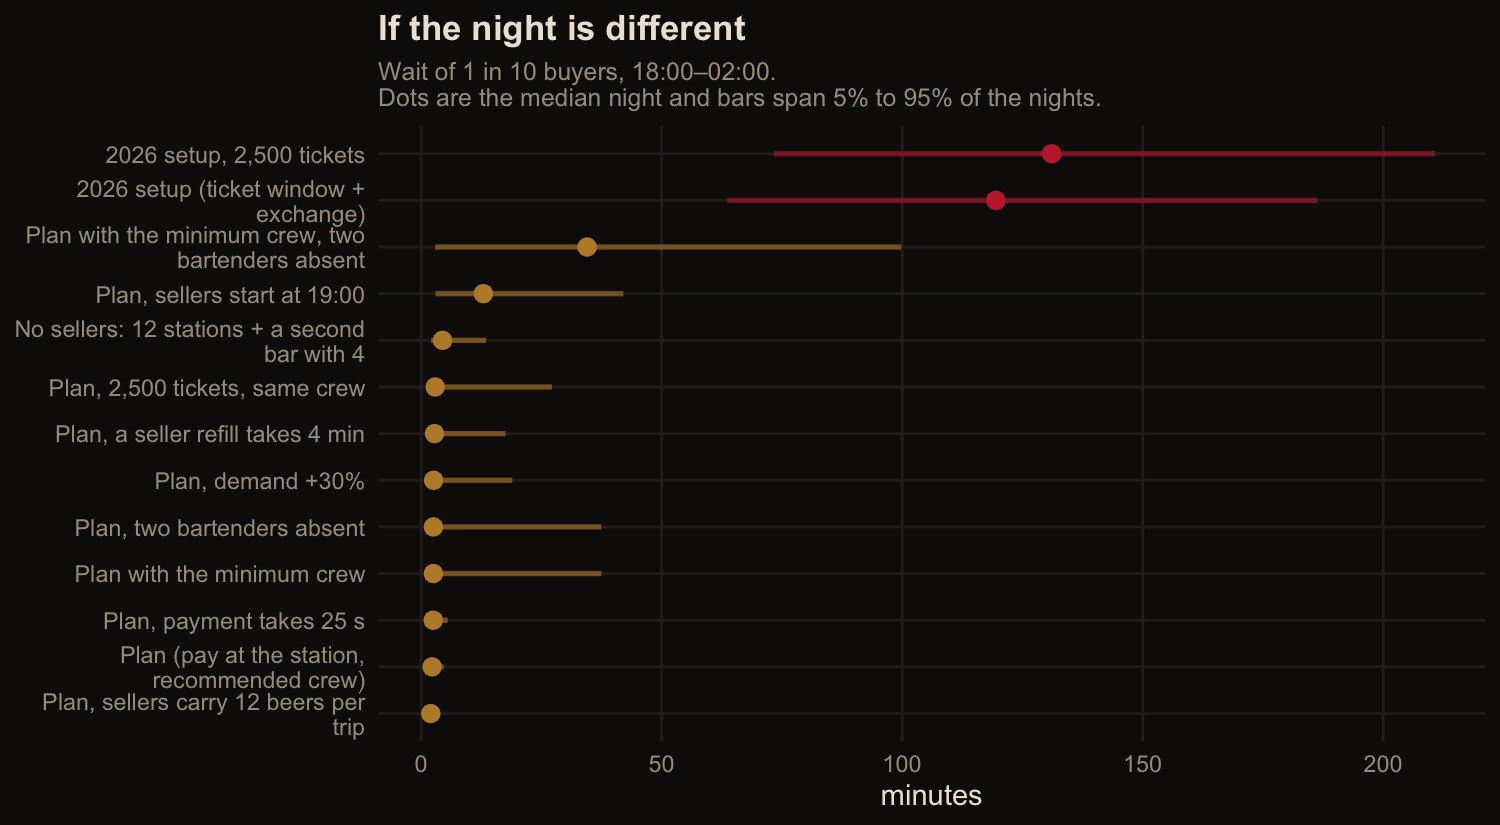 If the night is different
Wait of 1 in 10 buyers, 18:00–02:00.
Dots are the median night and bars span 5% to 95% of the nights.
2026 setup, 2,500 tickets
2026 setup (ticket window +
exchange)
Plan with the minimum crew, two
bartenders absent
Plan, sellers start at 19:00
No sellers: 12 stations + a second
bar with 4
Plan, 2,500 tickets, same crew
Plan, a seller refill takes 4 min
Plan, demand +30%
Plan, two bartenders absent
Plan with the minimum crew
Plan, payment takes 25 s
Plan (pay at the station,
recommended crew)
Plan, sellers carry 12 beers per
trip
0 50 100 150 200
minutes